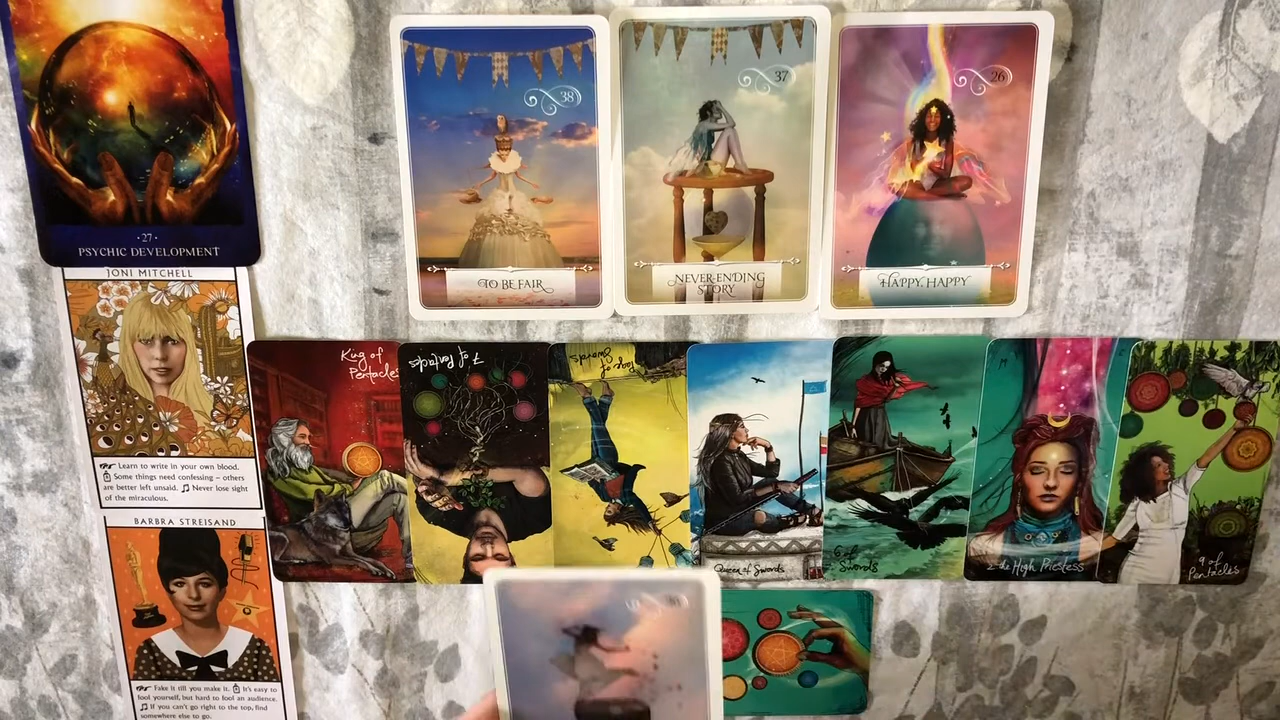 38
37
26
TO BE FAIR
NEVER-ENDING
STORY
HAPPY, HAPPY
·27·
PSYCHIC DEVELOPMENT
JONI MITCHELL
Learn to write in your own blood.
Some things need confessing – others
are better left unsaid. Never lose sight
of the miraculous.
BARBRA STREISAND
Fake it till you make it. It's easy to
fool yourself, but hard to fool an audience.
If you can't go right to the top, find
somewhere else to go.
King of
Pentacles
7 of Pentacles
Four of
Swords
Queen of Swords
6 of
Swords
2 the High Priestess
9 of
Pentacles